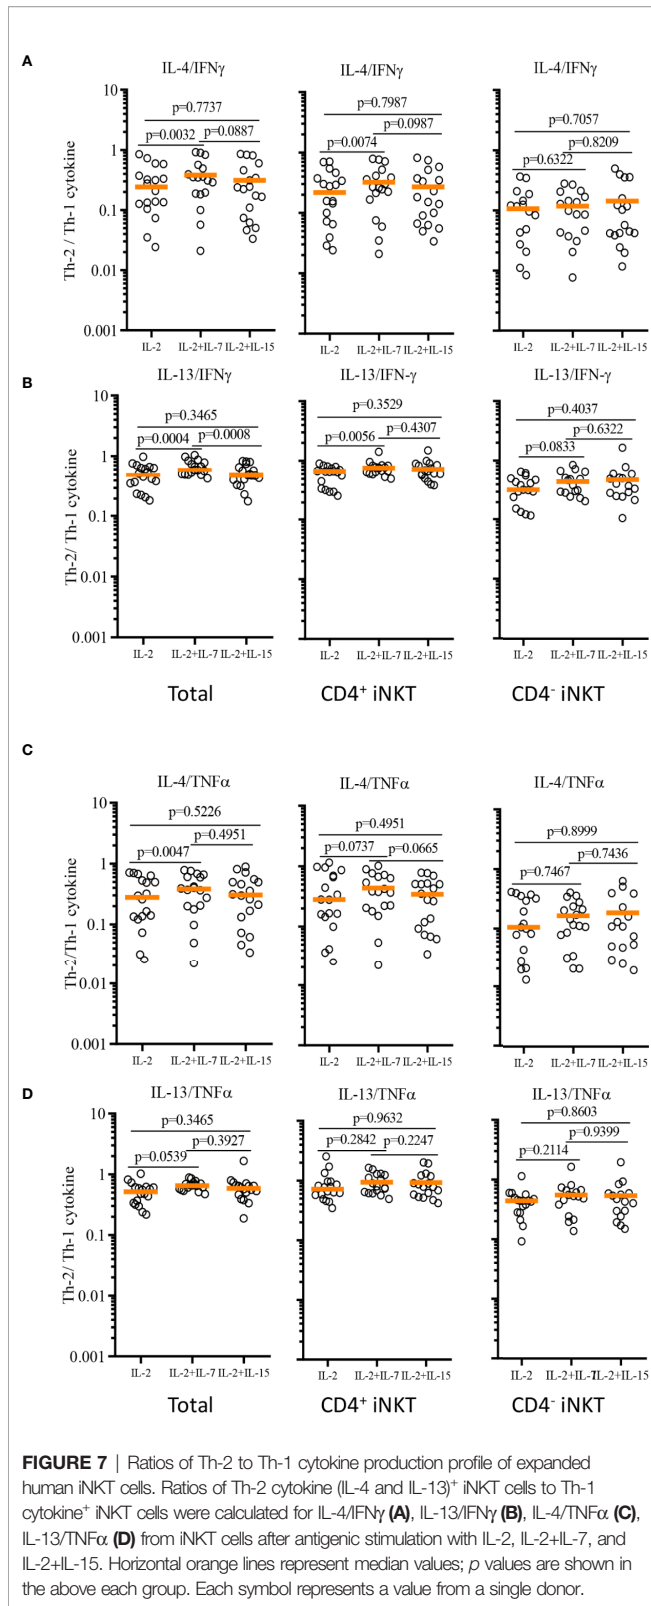 A
IL-4/IFNγ
IL-4/IFNγ
IL-4/IFNγ
10
1
0.1
0.01
0.001
Th-2 / Th-1 cytokine
p=0.7737
p=0.0032
p=0.0887
p=0.7987
p=0.0987
p=0.0074
p=0.7057
p=0.8209
p=0.6322
IL-2 IL-2+IL-7 IL-2+IL-15
IL-2 IL-2+IL-7 IL-2+IL-15
IL-2 IL-2+IL-7 IL-2+IL-15
B
IL-13/IFNγ
IL-13/IFN-γ
IL-13/IFN-γ
10
1
0.1
0.01
0.001
Th-2/ Th-1 cytokine
p=0.3465
p=0.0004
p=0.0008
p=0.3529
p=0.0056
p=0.4307
p=0.4037
p=0.6322
p=0.0833
IL-2 IL-2+IL-7 IL-2+IL-15
IL-2 IL-2+IL-7 IL-2+IL-15
IL-2 IL-2+IL-7 IL-2+IL-15
Total
CD4⁺ iNKT
CD4⁻ iNKT
C
IL-4/TNFα
IL-4/TNFα
IL-4/TNFα
10
1
0.1
0.01
0.001
Th-2/Th-1 cytokine
p=0.5226
p=0.4951
p=0.0047
p=0.4951
p=0.0737
p=0.0665
p=0.8999
p=0.7436
p=0.7467
IL-2 IL-2+IL-7 IL-2+IL-15
IL-2 IL-2+IL-7 IL-2+IL-15
IL-2 IL-2+IL-7 IL-2+IL-15
D
IL-13/TNFα
IL-13/TNFα
IL-13/TNFα
10
1
0.1
0.01
0.001
Th-2/ Th-1 cytokine
p=0.3465
p=0.3927
p=0.0539
p=0.9632
p=0.2842
p=0.2247
p=0.8603
p=0.9399
p=0.2114
IL-2 IL-2+IL-7 IL-2+IL-15
IL-2 IL-2+IL-7 IL-2+IL-15
IL-2 IL-2+IL-7 IL-2+IL-15
Total
CD4⁺ iNKT
CD4⁻ iNKT
FIGURE 7 | Ratios of Th-2 to Th-1 cytokine production profile of expanded
human iNKT cells. Ratios of Th-2 cytokine (IL-4 and IL-13)⁺ iNKT cells to Th-1
cytokine⁺ iNKT cells were calculated for IL-4/IFNγ (A), IL-13/IFNγ (B), IL-4/TNFα (C),
IL-13/TNFα (D) from iNKT cells after antigenic stimulation with IL-2, IL-2+IL-7, and
IL-2+IL-15. Horizontal orange lines represent median values; p values are shown in
the above each group. Each symbol represents a value from a single donor.